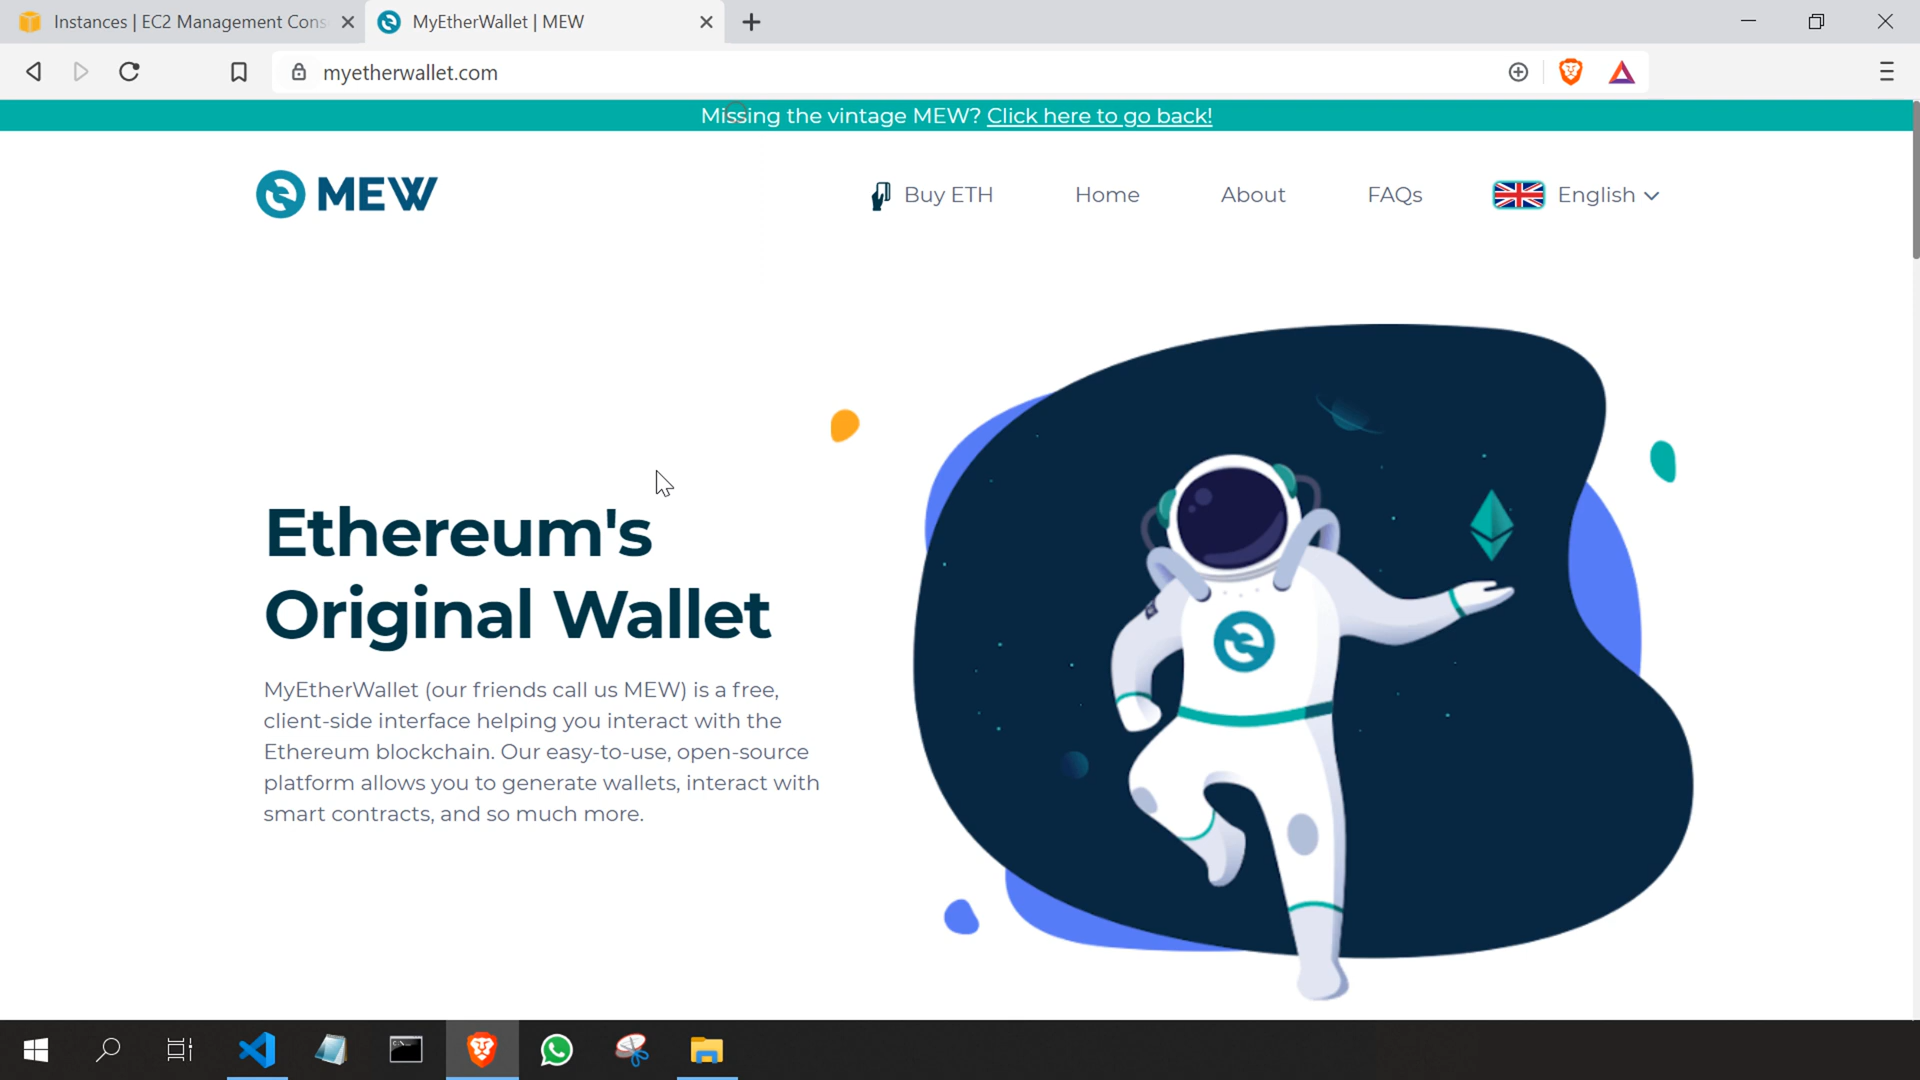 Instances | EC2 Management Cons
MyEtherWallet | MEW
myetherwallet.com
Missing the vintage MEW? Click here to go back!
MEW
Buy ETH
Home
About
FAQs
English
Ethereum's
Original Wallet
MyEtherWallet (our friends call us MEW) is a free,
client-side interface helping you interact with the
Ethereum blockchain. Our easy-to-use, open-source
platform allows you to generate wallets, interact with
smart contracts, and so much more.